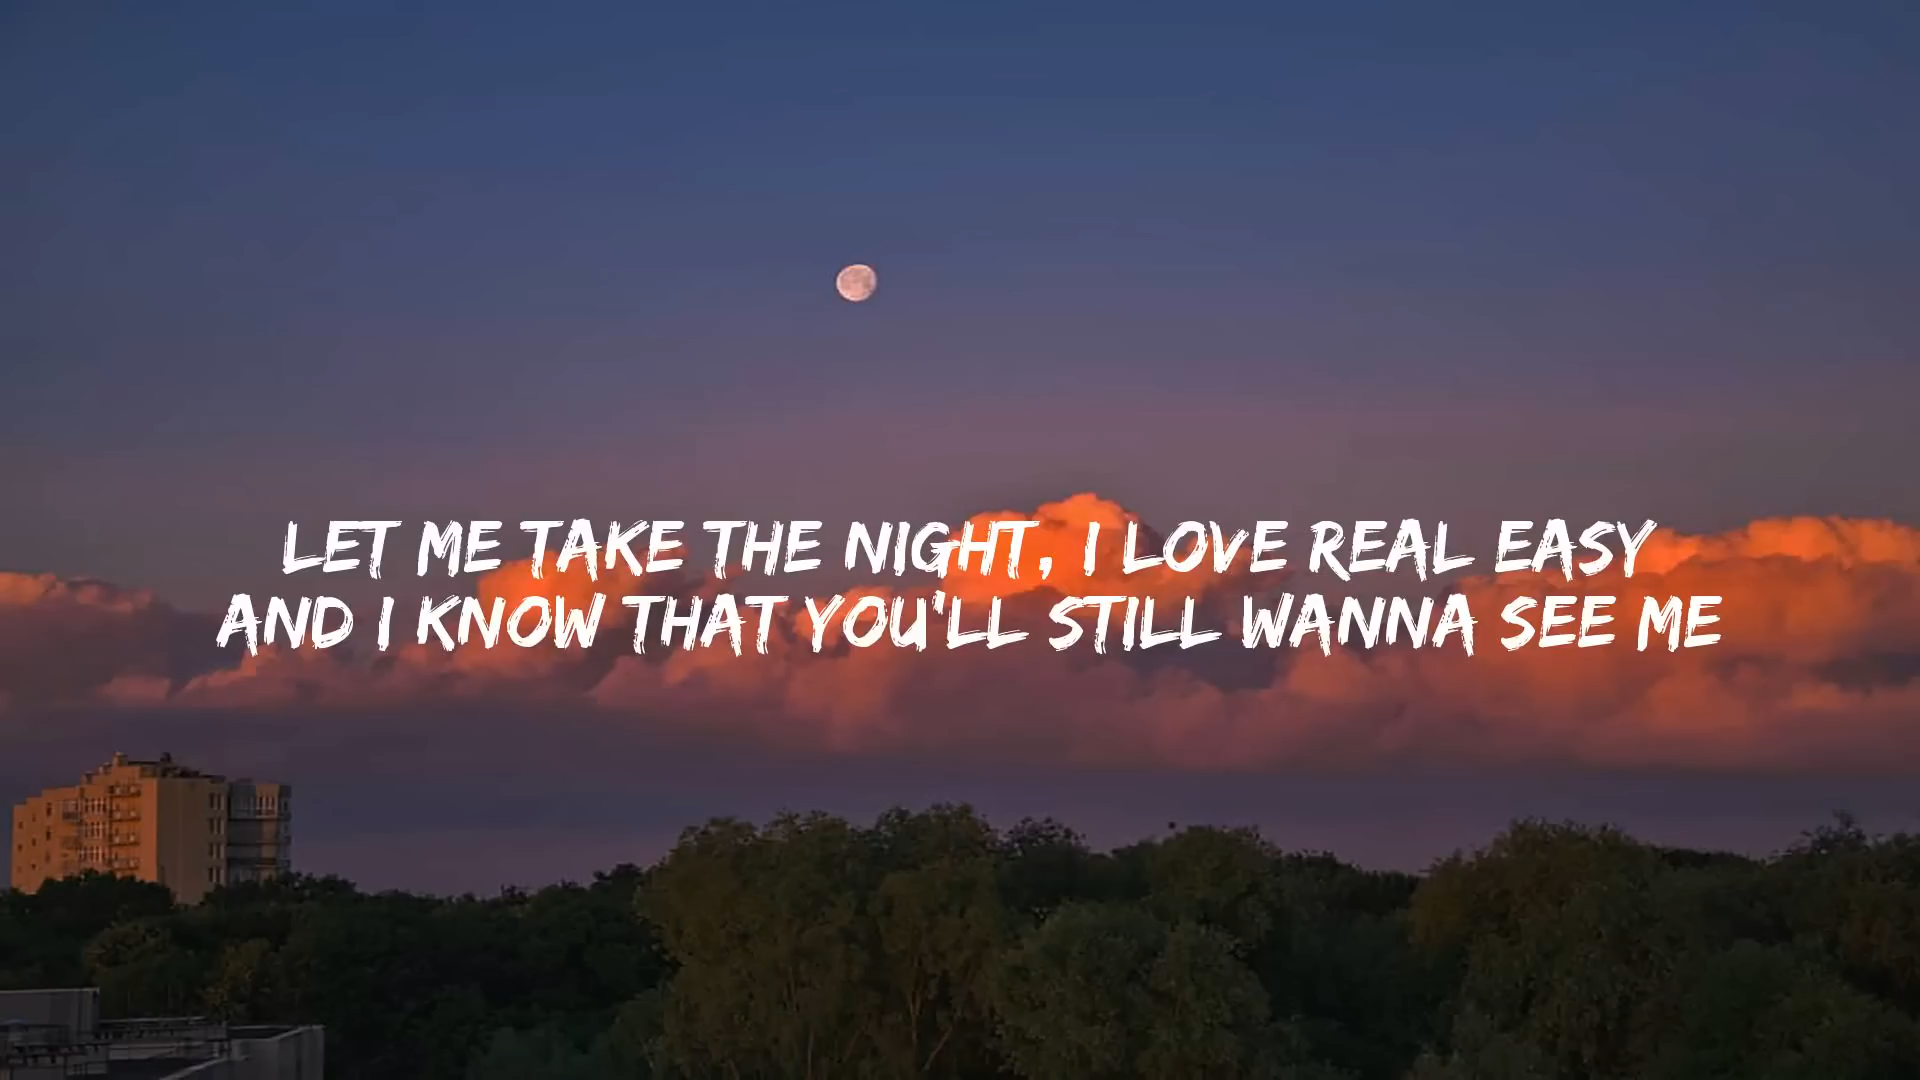 LET ME TAKE THE NIGHT, I LOVE REAL EASY
AND I KNOW THAT YOU'LL STILL WANNA SEE ME